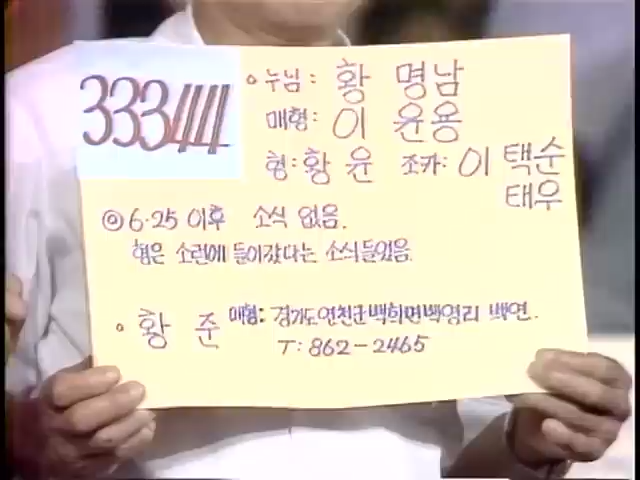 33344
◦누님: 황 명남
매형: 이 윤용
형: 황 윤 조카: 이 택순
태우
◎ 6·25 이후 소식 없음.
형은 소련에 들어갔다는 소식들었음
◦황 준 매형: 경기도연천군백학면백령리 백연.
T: 862-2465